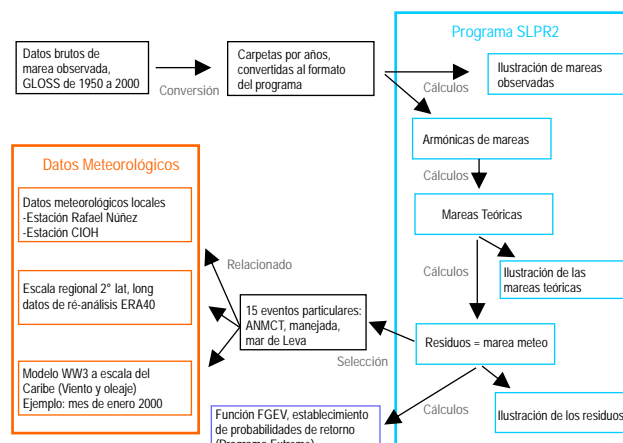 Programa SLPR2
Datos brutos de
marea observada,
GLOSS de 1950 a 2000
Conversión
Carpetas por años,
convertidas al formato
del programa
Cálculos
Ilustración de mareas
observadas
Armónicas de mareas
Cálculos
Mareas Teóricas
Cálculos
Ilustración de las
mareas teóricas
Datos Meteorológicos
Datos meteorológicos locales
-Estación Rafael Núñez
-Estación CIOH
Relacionado
Escala regional 2° lat, long
datos de ré-análisis ERA40
15 eventos particulares:
ANMCT, manejada,
mar de Leva
Selección
Residuos = marea meteo
Modelo WW3 a escala del
Caribe (Viento y oleaje)
Ejemplo: mes de enero 2000
Cálculos
Ilustración de los residuos
Función FGEV, establecimiento
de probabilidades de retorno
(Programa Extreme)